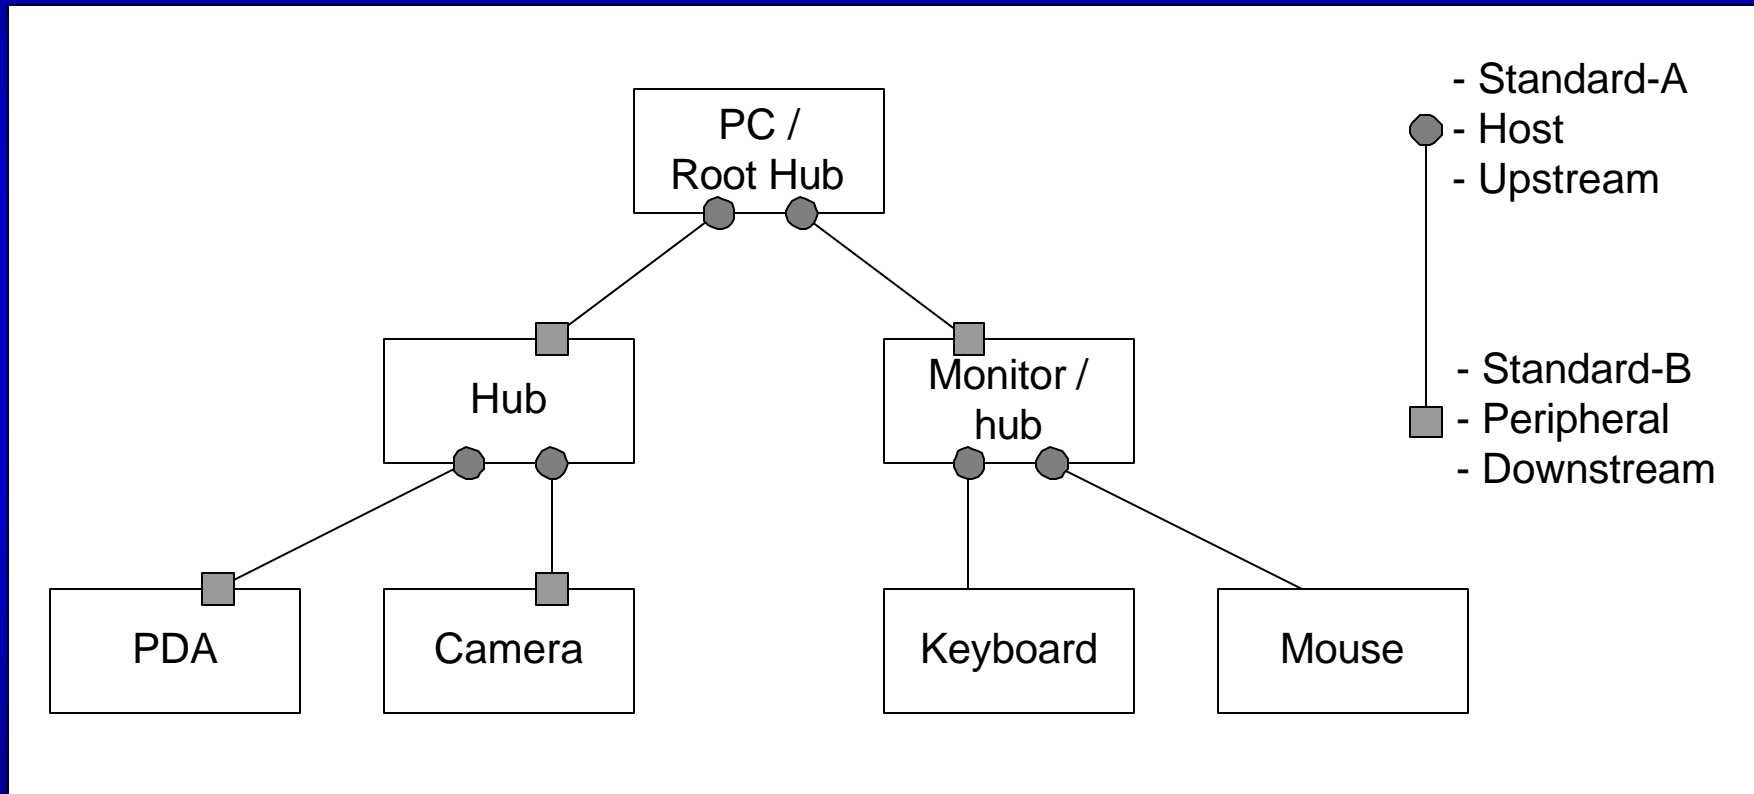 PC /
Root Hub
Hub
Monitor /
hub
PDA
Camera
Keyboard
Mouse
- Standard-A
- Host
- Upstream
- Standard-B
- Peripheral
- Downstream